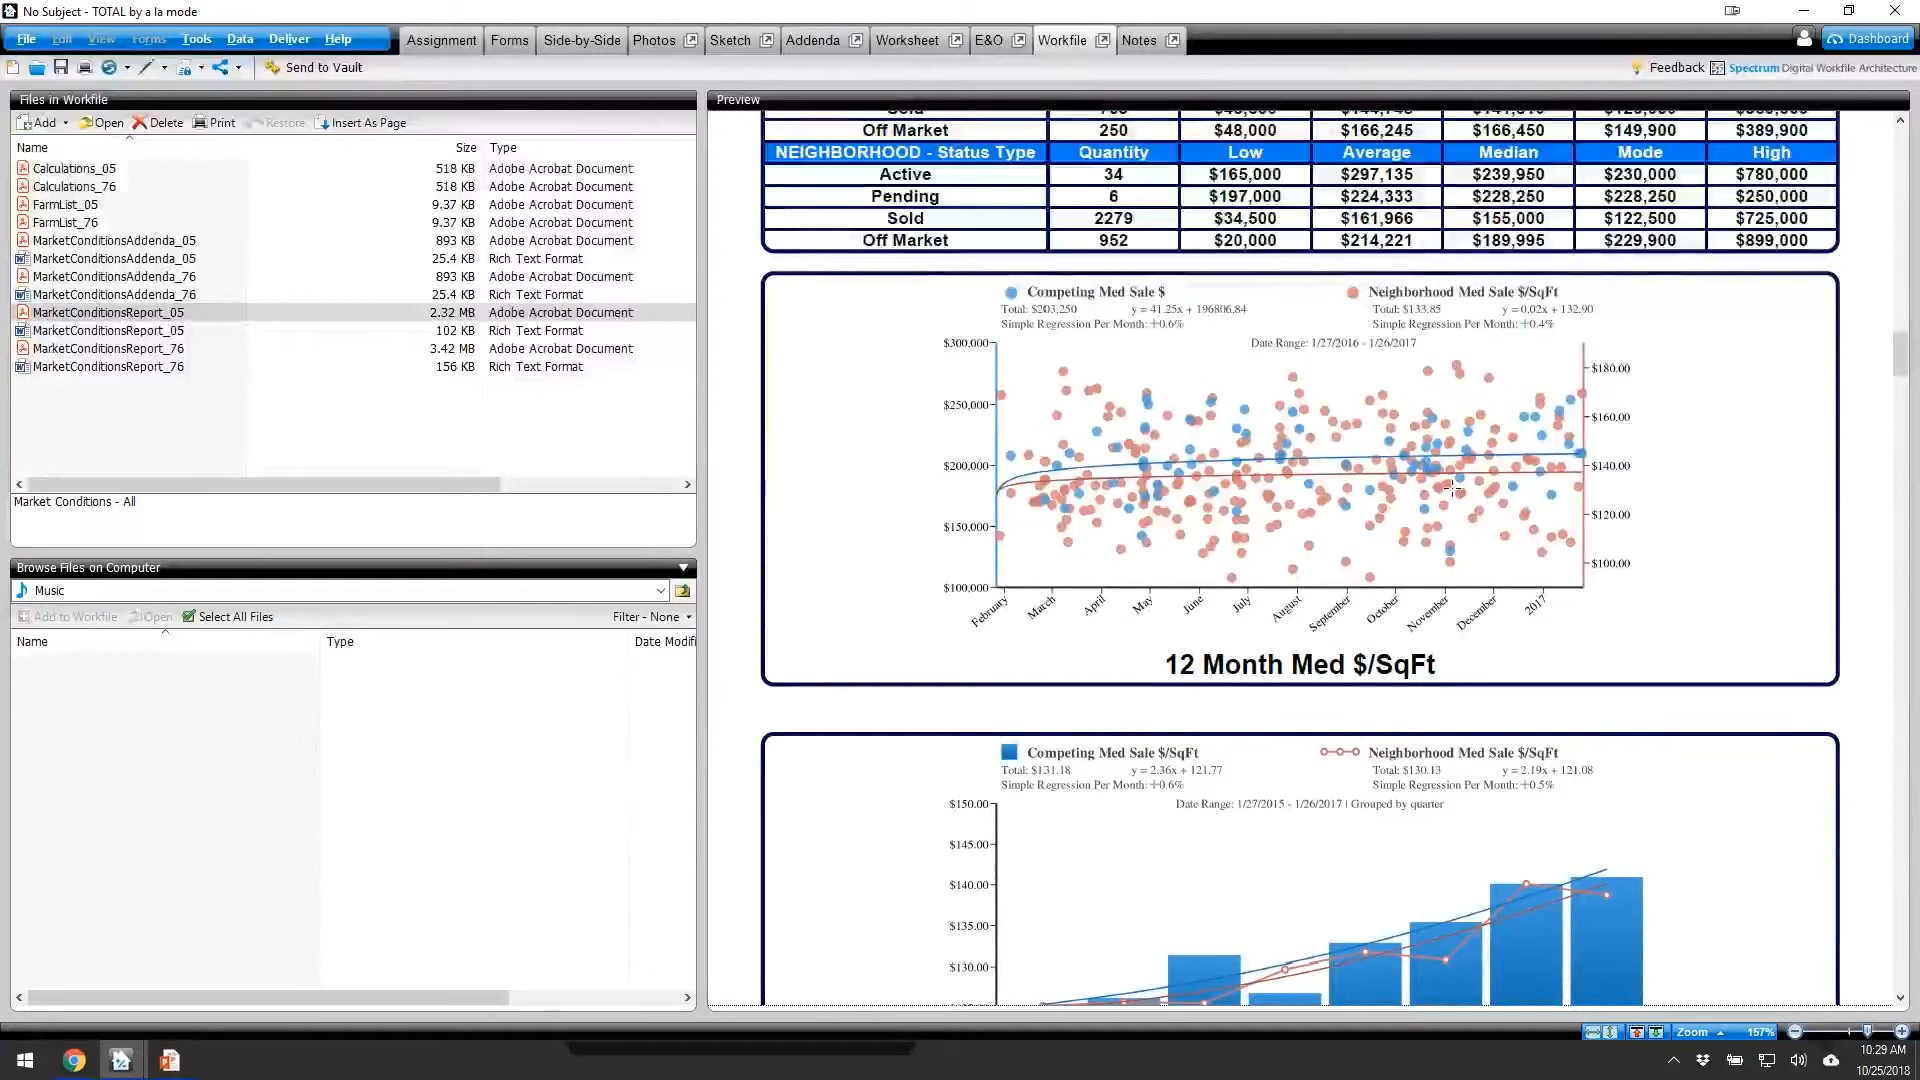 No Subject - TOTAL by a la mode
File Edit View Forms Tools Data Deliver Help
Assignment Forms Side-by-Side Photos Sketch Addenda Worksheet E&O Workfile Notes
Dashboard
Send to Vault
Feedback Spectrum Digital Workfile Architecture
Files in Workfile
Add Open Delete Print Restore Insert As Page
Name Size Type
Calculations_05 518 KB Adobe Acrobat Document
Calculations_76 518 KB Adobe Acrobat Document
FarmList_05 9.37 KB Adobe Acrobat Document
FarmList_76 9.37 KB Adobe Acrobat Document
MarketConditionsAddenda_05 893 KB Adobe Acrobat Document
MarketConditionsAddenda_05 25.4 KB Rich Text Format
MarketConditionsAddenda_76 893 KB Adobe Acrobat Document
MarketConditionsAddenda_76 25.4 KB Rich Text Format
MarketConditionsReport_05 2.32 MB Adobe Acrobat Document
MarketConditionsReport_05 102 KB Rich Text Format
MarketConditionsReport_76 3.42 MB Adobe Acrobat Document
MarketConditionsReport_76 156 KB Rich Text Format
Market Conditions - All
Browse Files on Computer
Music
Add to Workfile Open Select All Files Filter - None
Name Type Date Modifi
Preview
Off Market 250 $48,000 $166,245 $166,450 $149,900 $389,900
NEIGHBORHOOD - Status Type Quantity Low Average Median Mode High
Active 34 $165,000 $297,135 $239,950 $230,000 $780,000
Pending 6 $197,000 $224,333 $228,250 $228,250 $250,000
Sold 2279 $34,500 $161,966 $155,000 $122,500 $725,000
Off Market 952 $20,000 $214,221 $189,995 $229,900 $899,000
Competing Med Sale $ Neighborhood Med Sale $/SqFt
Total: $203,250 y = 41.25x + 196806.84 Total: $133.85 y = 0.02x + 132.90
Simple Regression Per Month: +0.6% Simple Regression Per Month: +0.4%
Date Range: 1/27/2016 - 1/26/2017
$300,000
$250,000
$200,000
$150,000
$100,000
$180.00
$160.00
$140.00
$120.00
$100.00
February March April May June July August September October November December 2017
12 Month Med $/SqFt
Competing Med Sale $/SqFt Neighborhood Med Sale $/SqFt
Total: $131.18 y = 2.36x + 121.77 Total: $130.13 y = 2.19x + 121.08
Simple Regression Per Month: +0.6% Simple Regression Per Month: +0.5%
Date Range: 1/27/2015 - 1/26/2017 | Grouped by quarter
$150.00
$145.00
$140.00
$135.00
$130.00
Zoom 157%
10:29 AM
10/25/2018